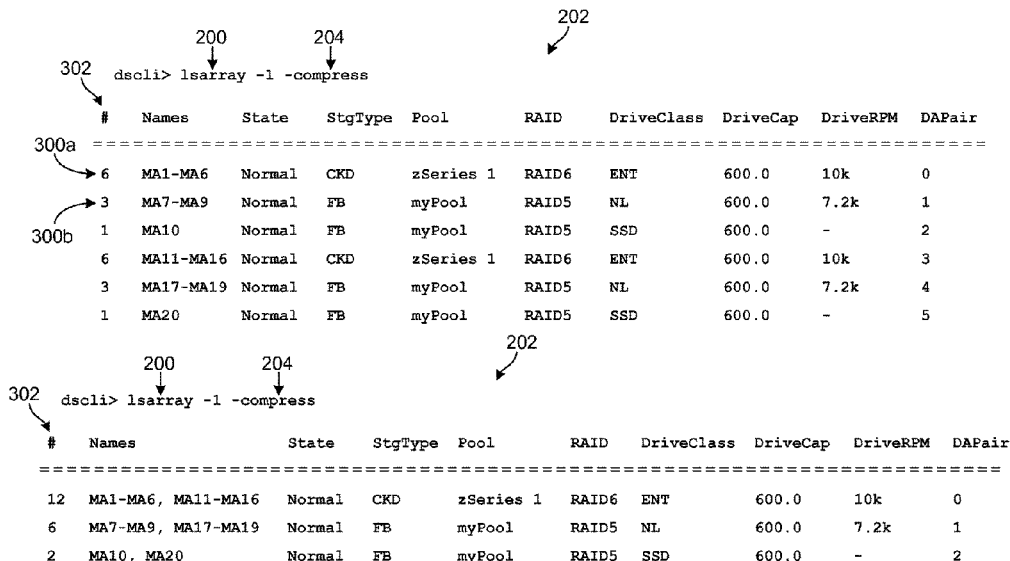 202
200 204
302 dscli> lsarray -l -compress
# Names State StgType Pool RAID DriveClass DriveCap DriveRPM DAPair
300a
6 MA1-MA6 Normal CKD zSeries 1 RAID6 ENT 600.0 10k 0
3 MA7-MA9 Normal FB myPool RAID5 NL 600.0 7.2k 1
300b
1 MA10 Normal FB myPool RAID5 SSD 600.0 - 2
6 MA11-MA16 Normal CKD zSeries 1 RAID6 ENT 600.0 10k 3
3 MA17-MA19 Normal FB myPool RAID5 NL 600.0 7.2k 4
1 MA20 Normal FB myPool RAID5 SSD 600.0 - 5
202
200 204
302 dscli> lsarray -l -compress
# Names State StgType Pool RAID DriveClass DriveCap DriveRPM DAPair
12 MA1-MA6, MA11-MA16 Normal CKD zSeries 1 RAID6 ENT 600.0 10k 0
6 MA7-MA9, MA17-MA19 Normal FB myPool RAID5 NL 600.0 7.2k 1
2 MA10, MA20 Normal FB myPool RAID5 SSD 600.0 - 2